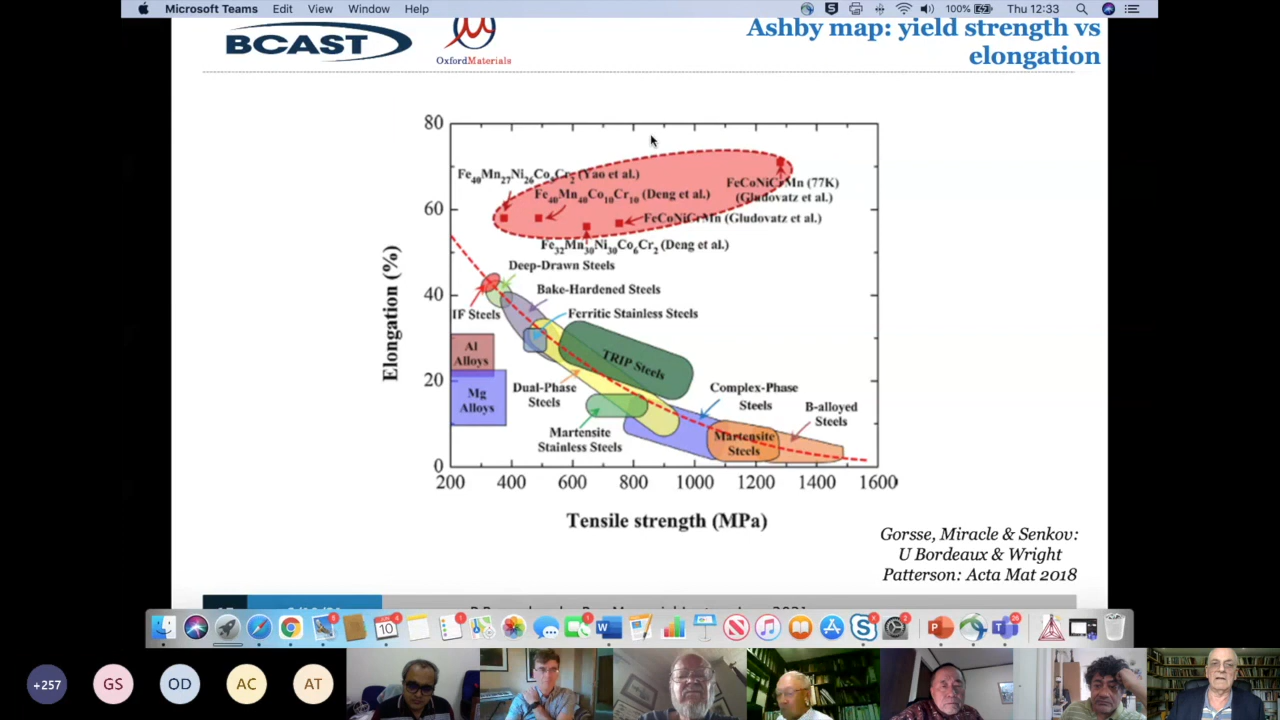 Microsoft Teams Edit View Window Help
100% Thu 12:33
BCAST
OxfordMaterials
Ashby map: yield strength vs
elongation
80
60
40
20
0
Elongation (%)
Fe40Mn27Ni26Co5Cr2 (Yao et al.)
Fe40Mn40Co10Cr10 (Deng et al.)
FeCoNiCrMn (77K)
(Gludovatz et al.)
FeCoNiCrMn (Gludovatz et al.)
Fe32Mn30Ni30Co6Cr2 (Deng et al.)
Deep-Drawn Steels
Bake-Hardened Steels
IF Steels
Ferritic Stainless Steels
Al
Alloys
TRIP Steels
Mg
Alloys
Dual-Phase
Steels
Complex-Phase
Steels
B-alloyed
Steels
Martensite
Stainless Steels
Martensite
Steels
200 400 600 800 1000 1200 1400 1600
Tensile strength (MPa)
Gorsse, Miracle & Senkov:
U Bordeaux & Wright
Patterson: Acta Mat 2018
+257 GS OD AC AT